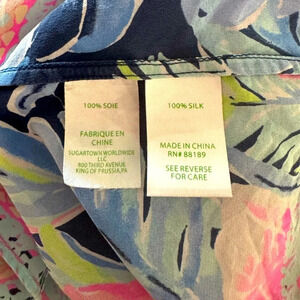 100% SOIE
FABRIQUE EN
CHINE
SUGARTOWN WORLDWIDE
LLC
800 THIRD AVENUE
KING OF PRUSSIA, PA
100% SILK
MADE IN CHINA
RN# 88189
SEE REVERSE
FOR CARE